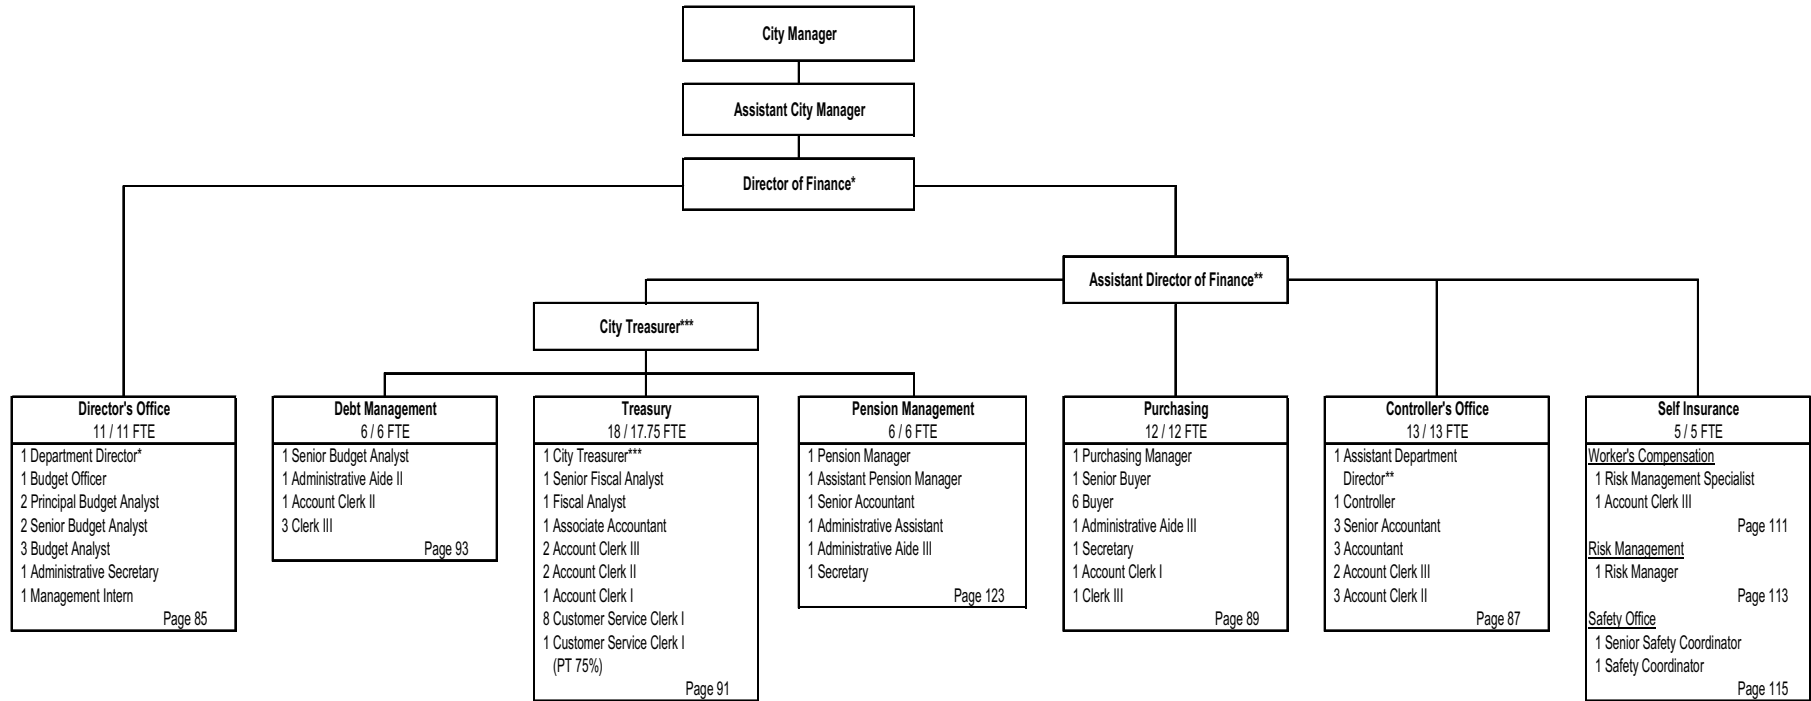 City Manager
Assistant City Manager
Director of Finance*
Assistant Director of Finance**
City Treasurer***
Director's Office
11 / 11 FTE
1 Department Director*
1 Budget Officer
2 Principal Budget Analyst
2 Senior Budget Analyst
3 Budget Analyst
1 Administrative Secretary
1 Management Intern
Page 85
Debt Management
6 / 6 FTE
1 Senior Budget Analyst
1 Administrative Aide II
1 Account Clerk II
3 Clerk III
Page 93
Treasury
18 / 17.75 FTE
1 City Treasurer***
1 Senior Fiscal Analyst
1 Fiscal Analyst
1 Associate Accountant
2 Account Clerk III
2 Account Clerk II
1 Account Clerk I
8 Customer Service Clerk I
1 Customer Service Clerk I
(PT 75%)
Page 91
Pension Management
6 / 6 FTE
1 Pension Manager
1 Assistant Pension Manager
1 Senior Accountant
1 Administrative Assistant
1 Administrative Aide III
1 Secretary
Page 123
Purchasing
12 / 12 FTE
1 Purchasing Manager
1 Senior Buyer
6 Buyer
1 Administrative Aide III
1 Secretary
1 Account Clerk I
1 Clerk III
Page 89
Controller's Office
13 / 13 FTE
1 Assistant Department
Director**
1 Controller
3 Senior Accountant
3 Accountant
2 Account Clerk III
3 Account Clerk II
Page 87
Self Insurance
5 / 5 FTE
Worker's Compensation
1 Risk Management Specialist
1 Account Clerk III
Page 111
Risk Management
1 Risk Manager
Page 113
Safety Office
1 Senior Safety Coordinator
1 Safety Coordinator
Page 115